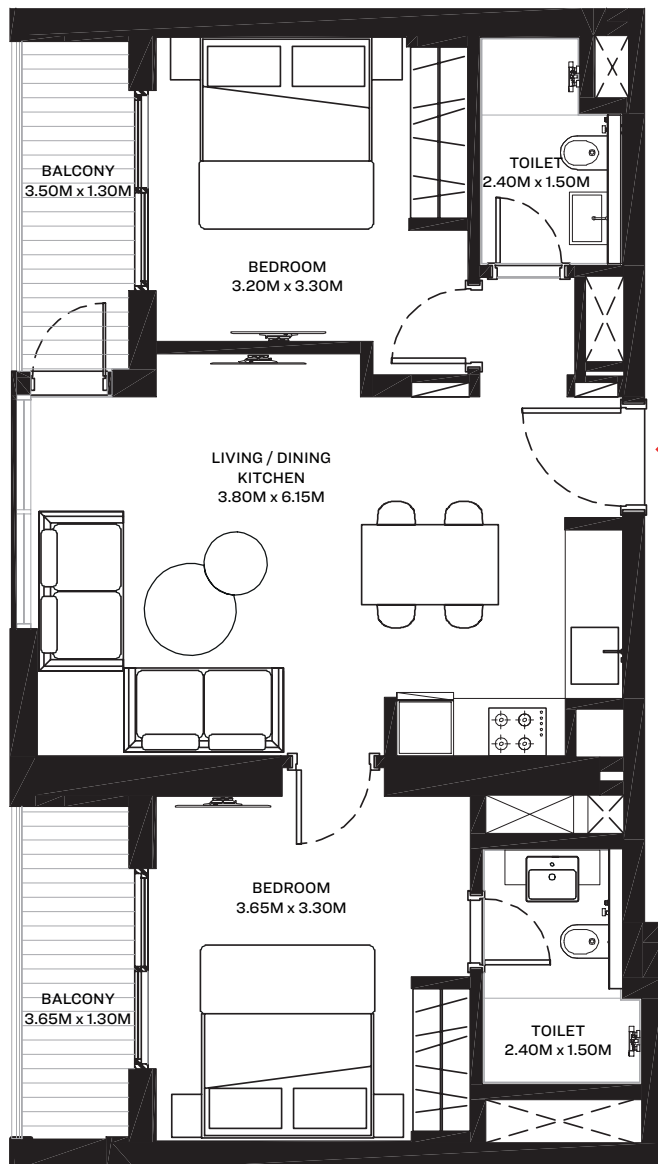 BALCONY
3.50M x 1.30M
TOILET
2.40M x 1.50M
BEDROOM
3.20M x 3.30M
LIVING / DINING
KITCHEN
3.80M x 6.15M
BEDROOM
3.65M x 3.30M
BALCONY
3.65M x 1.30M
TOILET
2.40M x 1.50M